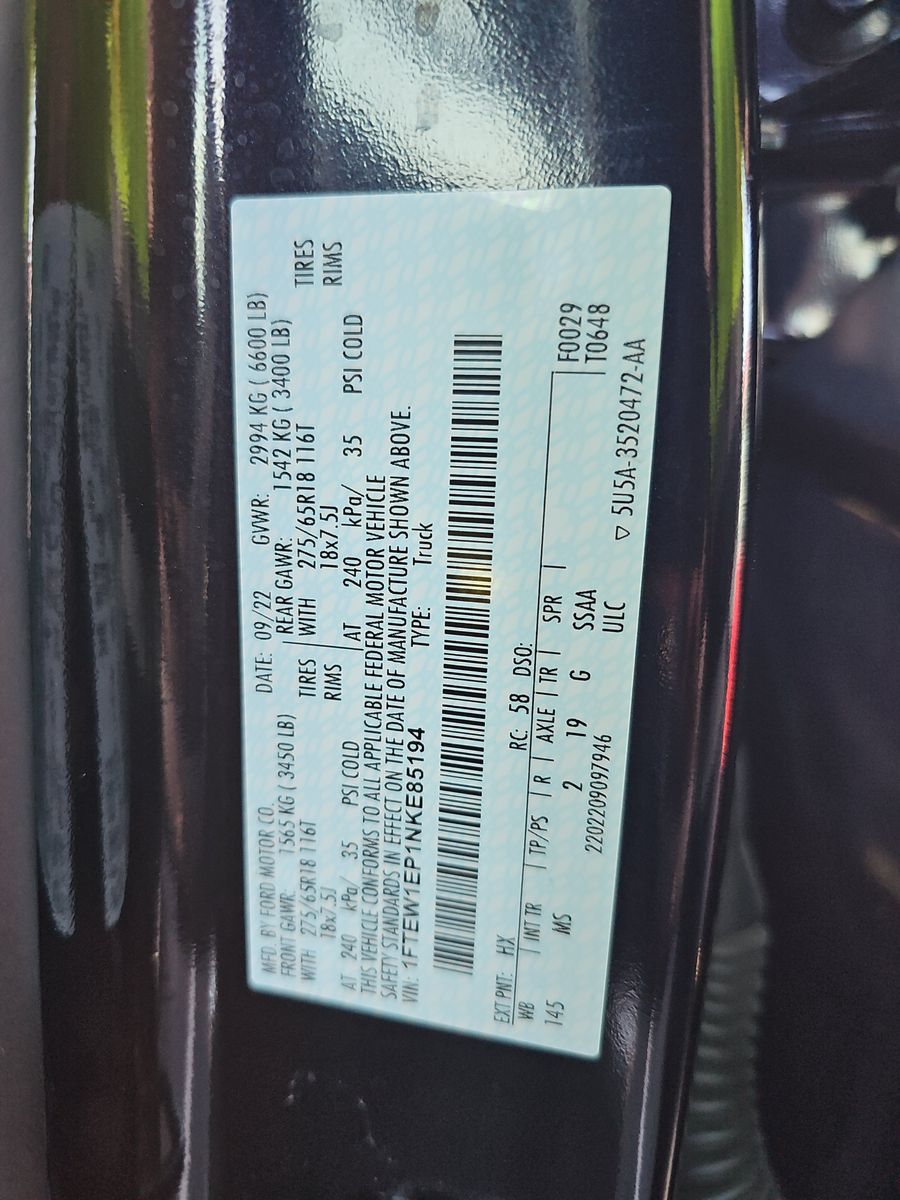 MFD. BY FORD MOTOR CO. DATE: 09/22 GVWR: 2994 KG ( 6600 LB)
FRONT GAWR: 1565 KG ( 3450 LB) REAR GAWR: 1542 KG ( 3400 LB)
WITH 275/65R18 116T TIRES WITH 275/65R18 116T TIRES
18x7.5J RIMS 18x7.5J RIMS
AT 240 kPa/ 35 PSI COLD AT 240 kPa/ 35 PSI COLD
THIS VEHICLE CONFORMS TO ALL APPLICABLE FEDERAL MOTOR VEHICLE
SAFETY STANDARDS IN EFFECT ON THE DATE OF MANUFACTURE SHOWN ABOVE.
VIN: 1FTEW1EP1NKE85194 TYPE: Truck
EXT PNT: HX RC: 58 DSO:
WB INT TR TP/PS R AXLE TR SPR F0029
145 MS 2 19 G SSAA T0648
2202209097946 ULC
5U5A-3520472-AA